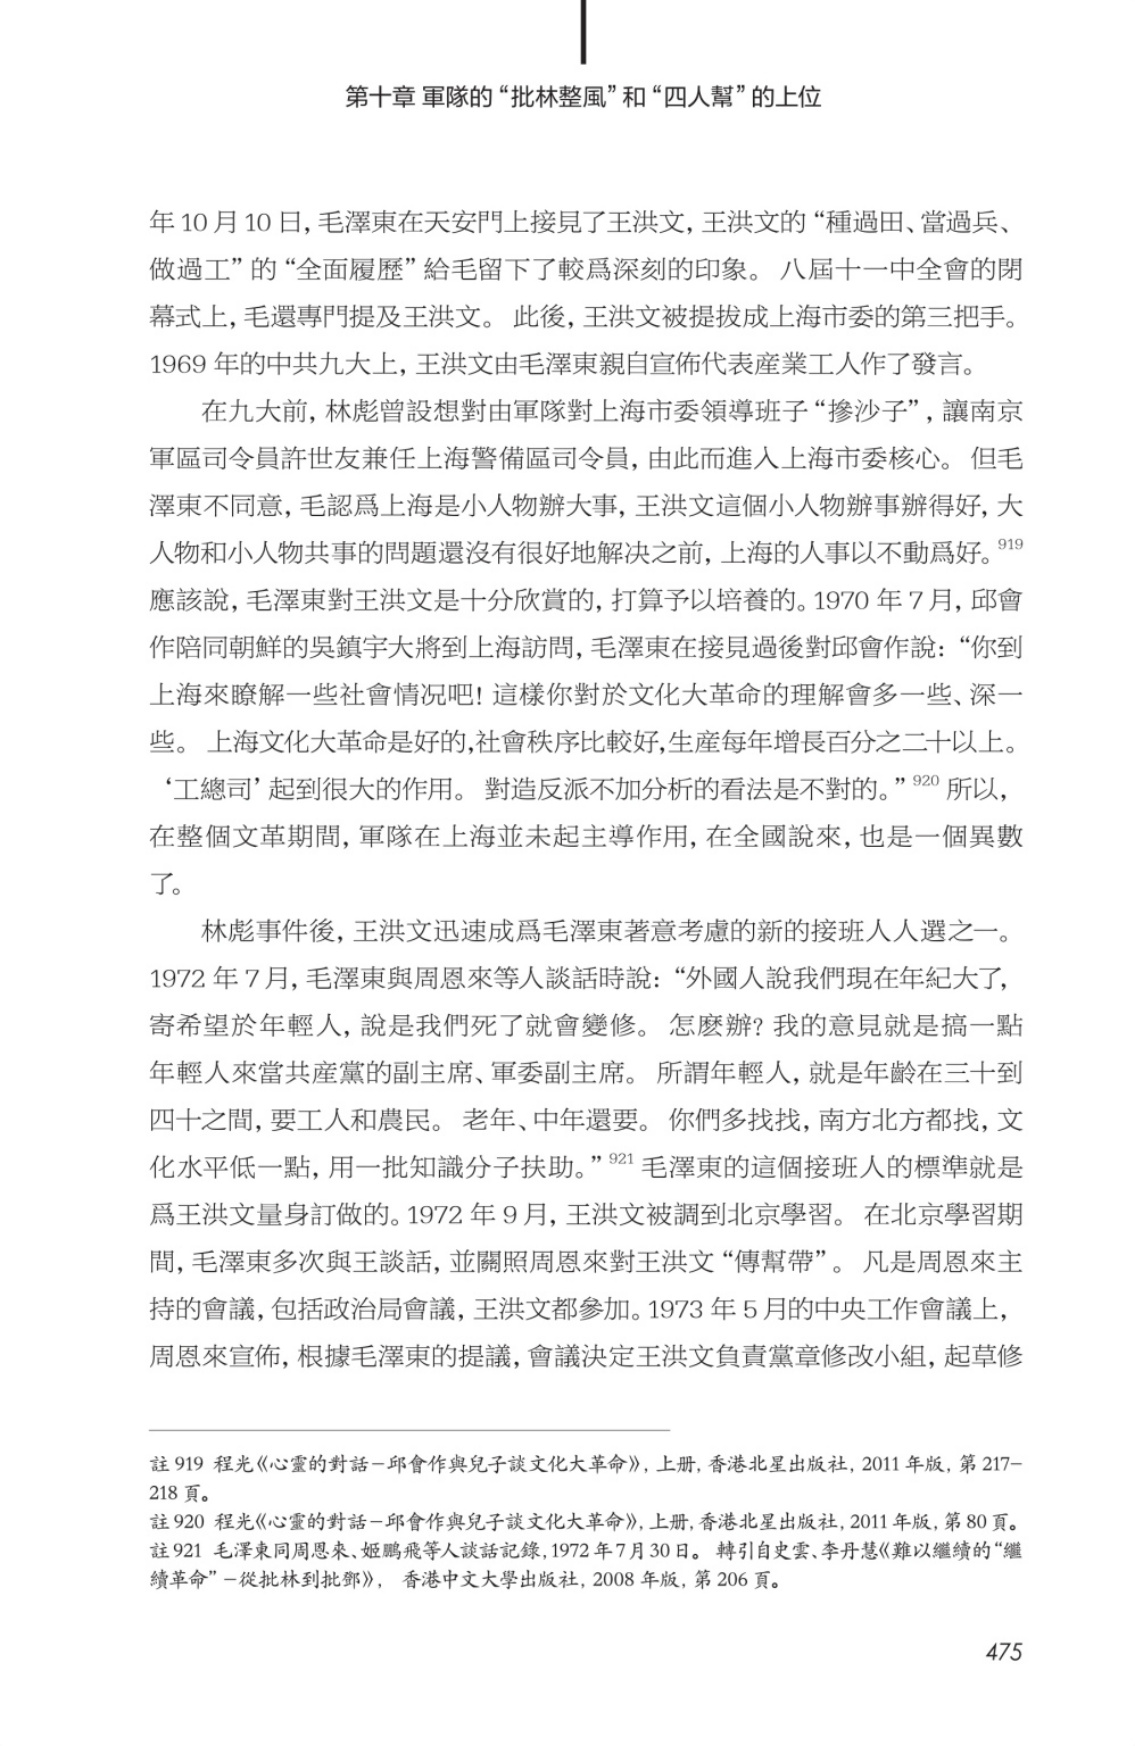 第十章 軍隊的“批林整風”和“四人幫”的上位
年 10 月 10 日, 毛澤東在天安門上接見了王洪文, 王洪文的“種過田、當過兵、
做過工”的“全面履歷”給毛留下了較爲深刻的印象。 八屆十一中全會的閉
幕式上, 毛還專門提及王洪文。 此後, 王洪文被提拔成上海市委的第三把手。
1969 年的中共九大上, 王洪文由毛澤東親自宣佈代表産業工人作了發言。
在九大前, 林彪曾設想對由軍隊對上海市委領導班子“摻沙子”, 讓南京
軍區司令員許世友兼任上海警備區司令員, 由此而進入上海市委核心。 但毛
澤東不同意, 毛認爲上海是小人物辦大事, 王洪文這個小人物辦事辦得好, 大
人物和小人物共事的問題還沒有很好地解決之前, 上海的人事以不動爲好。919
應該說, 毛澤東對王洪文是十分欣賞的, 打算予以培養的。1970 年 7 月, 邱會
作陪同朝鮮的吳鎮宇大將到上海訪問, 毛澤東在接見過後對邱會作說: “你到
上海來瞭解一些社會情况吧! 這樣你對於文化大革命的理解會多一些、深一
些。 上海文化大革命是好的,社會秩序比較好,生産每年增長百分之二十以上。
‘工總司’起到很大的作用。 對造反派不加分析的看法是不對的。”920 所以,
在整個文革期間, 軍隊在上海並未起主導作用, 在全國說來, 也是一個異數
了。
林彪事件後, 王洪文迅速成爲毛澤東著意考慮的新的接班人人選之一。
1972 年 7 月, 毛澤東與周恩來等人談話時說: “外國人說我們現在年紀大了,
寄希望於年輕人, 說是我們死了就會變修。 怎麽辦? 我的意見就是搞一點
年輕人來當共産黨的副主席、軍委副主席。 所謂年輕人, 就是年齡在三十到
四十之間, 要工人和農民。 老年、中年還要。 你們多找找, 南方北方都找, 文
化水平低一點, 用一批知識分子扶助。”921 毛澤東的這個接班人的標準就是
爲王洪文量身訂做的。1972 年 9 月, 王洪文被調到北京學習。 在北京學習期
間, 毛澤東多次與王談話, 並關照周恩來對王洪文“傳幫帶”。 凡是周恩來主
持的會議, 包括政治局會議, 王洪文都參加。1973 年 5 月的中央工作會議上,
周恩來宣佈, 根據毛澤東的提議, 會議決定王洪文負責黨章修改小組, 起草修
註 919 程光《心靈的對話－邱會作與兒子談文化大革命》, 上册, 香港北星出版社, 2011 年版, 第 217–
218 頁。
註 920 程光《心靈的對話－邱會作與兒子談文化大革命》, 上册, 香港北星出版社, 2011 年版, 第 80 頁。
註 921 毛澤東同周恩來、姬鵬飛等人談話記錄, 1972 年 7 月 30 日。 轉引自史雲、李丹慧《難以繼續的“繼
續革命”－從批林到批鄧》, 香港中文大學出版社, 2008 年版, 第 206 頁。
475